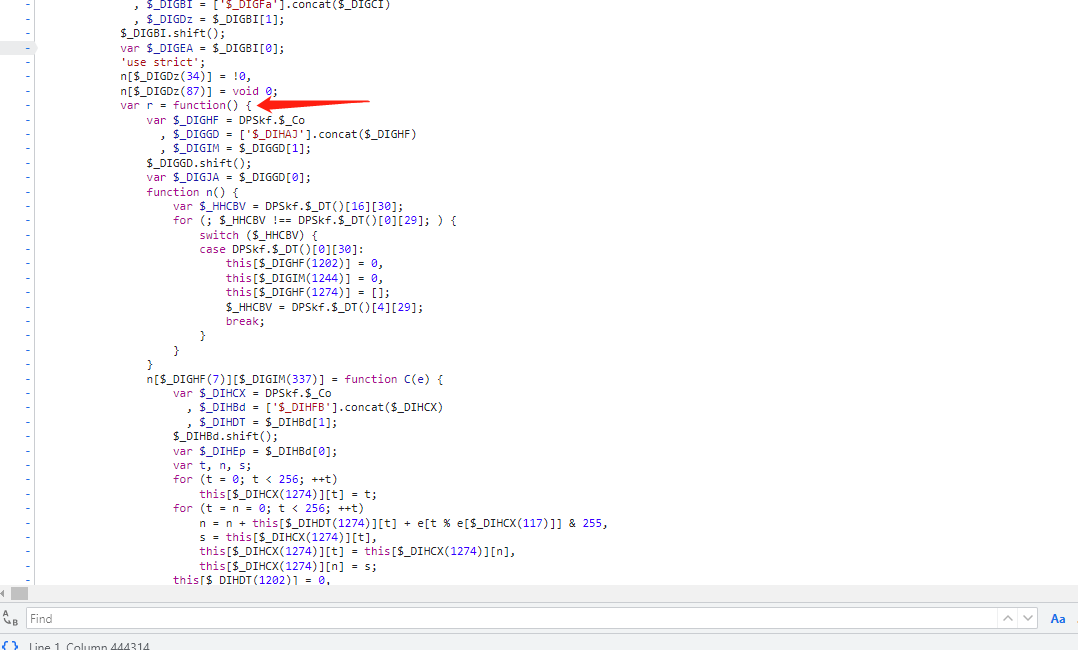 , $_DIGBI = ['$_DIGFa'].concat($_DIGCI)
, $_DIGDz = $_DIGBI[1];
$_DIGBI.shift();
var $_DIGEA = $_DIGBI[0];
'use strict';
n[$_DIGDz(34)] = !0,
n[$_DIGDz(87)] = void 0;
var r = function() {
var $_DIGHF = DPSkf.$_Co
, $_DIGGD = ['$_DIHAJ'].concat($_DIGHF)
, $_DIGIM = $_DIGGD[1];
$_DIGGD.shift();
var $_DIGJA = $_DIGGD[0];
function n() {
var $_HHCBV = DPSkf.$_DT()[16][30];
for (; $_HHCBV !== DPSkf.$_DT()[0][29]; ) {
switch ($_HHCBV) {
case DPSkf.$_DT()[0][30]:
this[$_DIGHF(1202)] = 0,
this[$_DIGIM(1244)] = 0,
this[$_DIGHF(1274)] = [];
$_HHCBV = DPSkf.$_DT()[4][29];
break;
}
}
}
n[$_DIGHF(7)][$_DIGIM(337)] = function C(e) {
var $_DIHCX = DPSkf.$_Co
, $_DIHBd = ['$_DIHFB'].concat($_DIHCX)
, $_DIHDT = $_DIHBd[1];
$_DIHBd.shift();
var $_DIHEp = $_DIHBd[0];
var t, n, s;
for (t = 0; t < 256; ++t)
this[$_DIHCX(1274)][t] = t;
for (t = n = 0; t < 256; ++t)
n = n + this[$_DIHDT(1274)][t] + e[t % e[$_DIHCX(117)]] & 255,
s = this[$_DIHCX(1274)][t],
this[$_DIHCX(1274)][t] = this[$_DIHCX(1274)][n],
this[$_DIHCX(1274)][n] = s;
this[$_DIHDT(1202)] = 0,
Find
Aa
{} Line 1, Column 444314